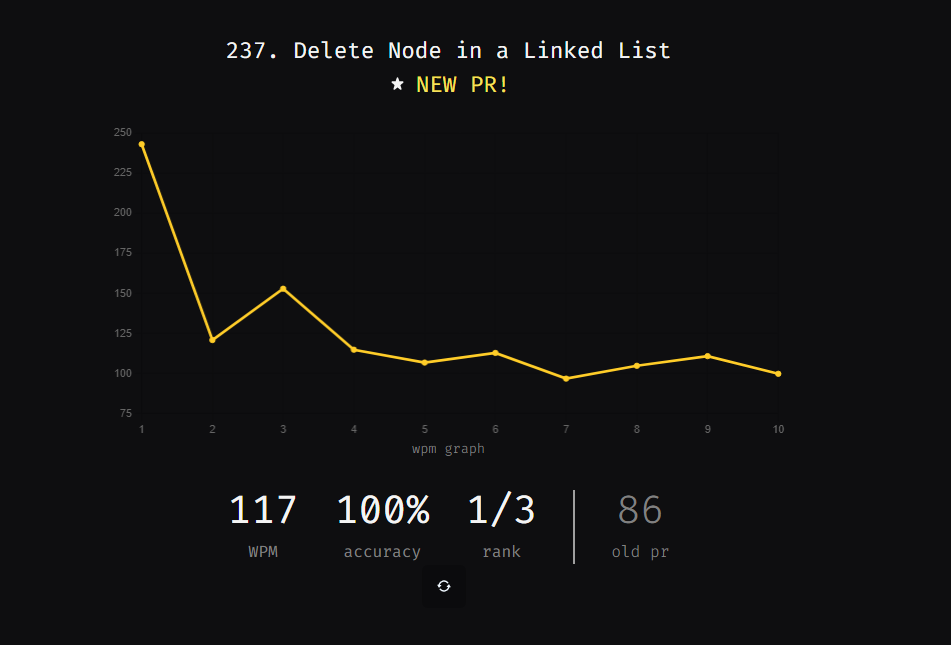 237. Delete Node in a Linked List
★ NEW PR!
250
225
200
175
150
125
100
75
1 2 3 4 5 6 7 8 9 10
wpm graph
117 100% 1/3 86
WPM accuracy rank old pr